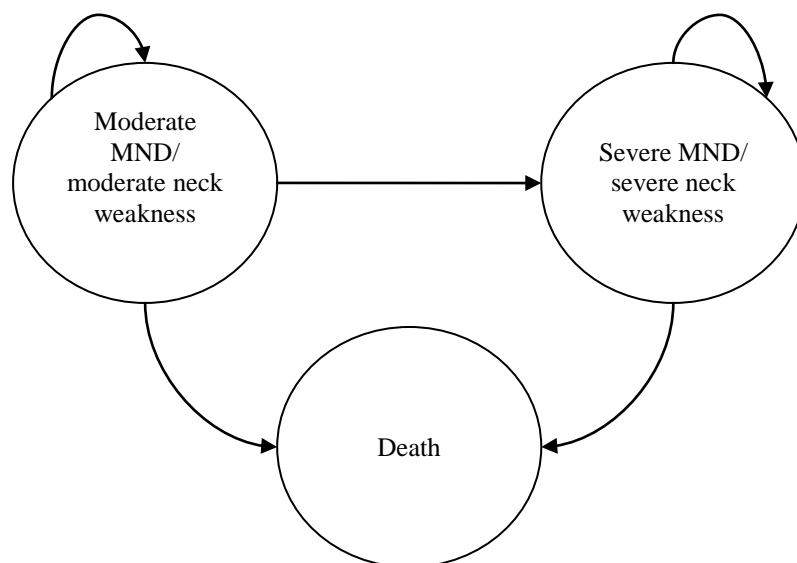 Moderate
MND/
moderate neck
weakness
Severe MND/
severe neck
weakness
Death